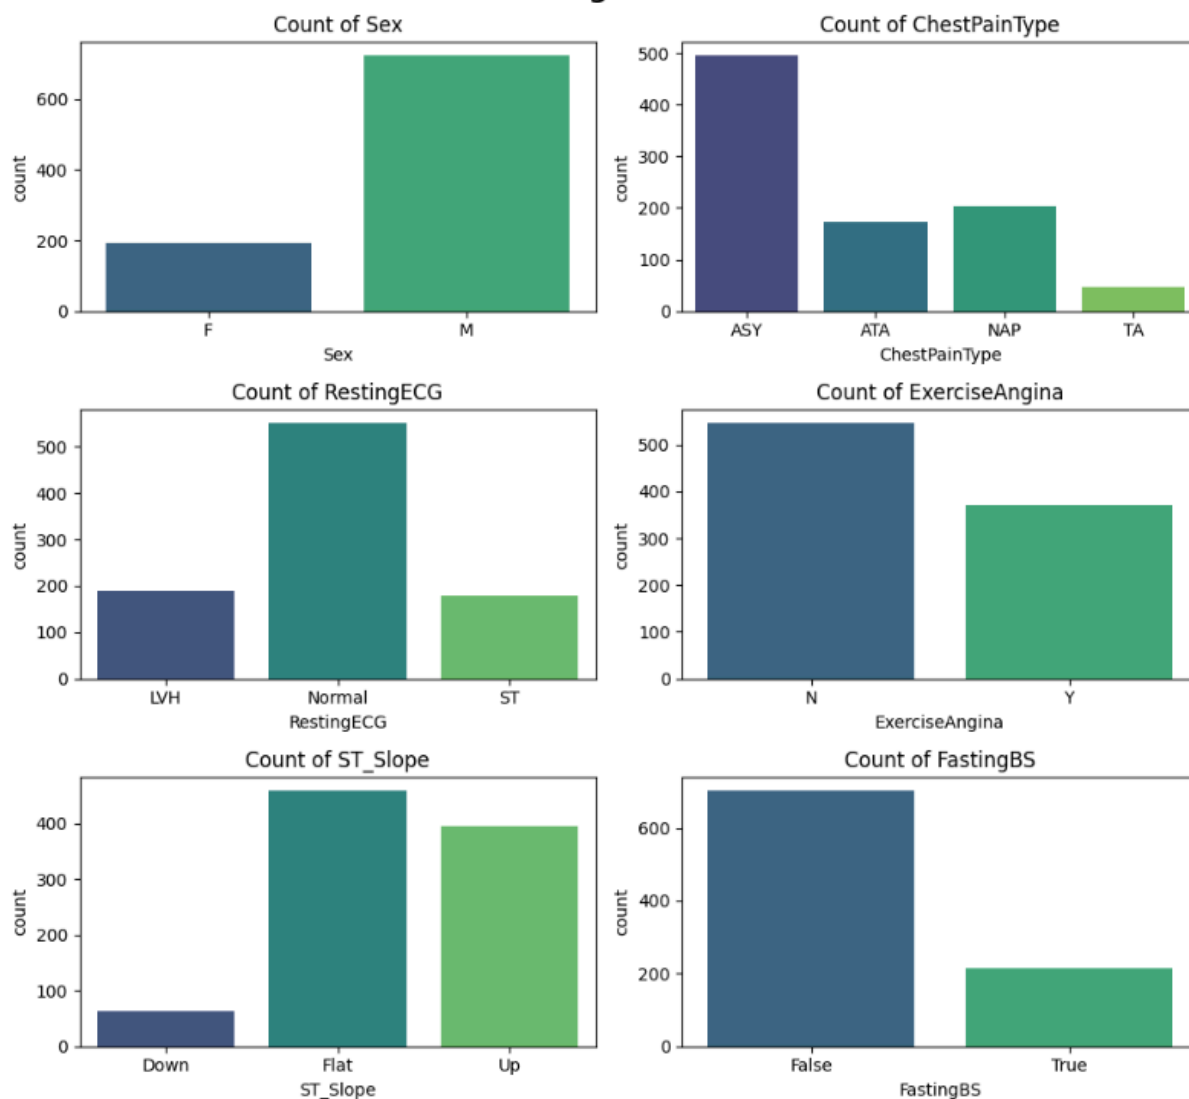 Count of Sex
600
400
200
0
count
F M
Sex
Count of ChestPainType
500
400
300
200
100
0
count
ASY ATA NAP TA
ChestPainType
Count of RestingECG
500
400
300
200
100
0
count
LVH Normal ST
RestingECG
Count of ExerciseAngina
500
400
300
200
100
0
count
N Y
ExerciseAngina
Count of ST_Slope
400
300
200
100
0
count
Down Flat Up
ST_Slope
Count of FastingBS
600
400
200
0
count
False True
FastingBS